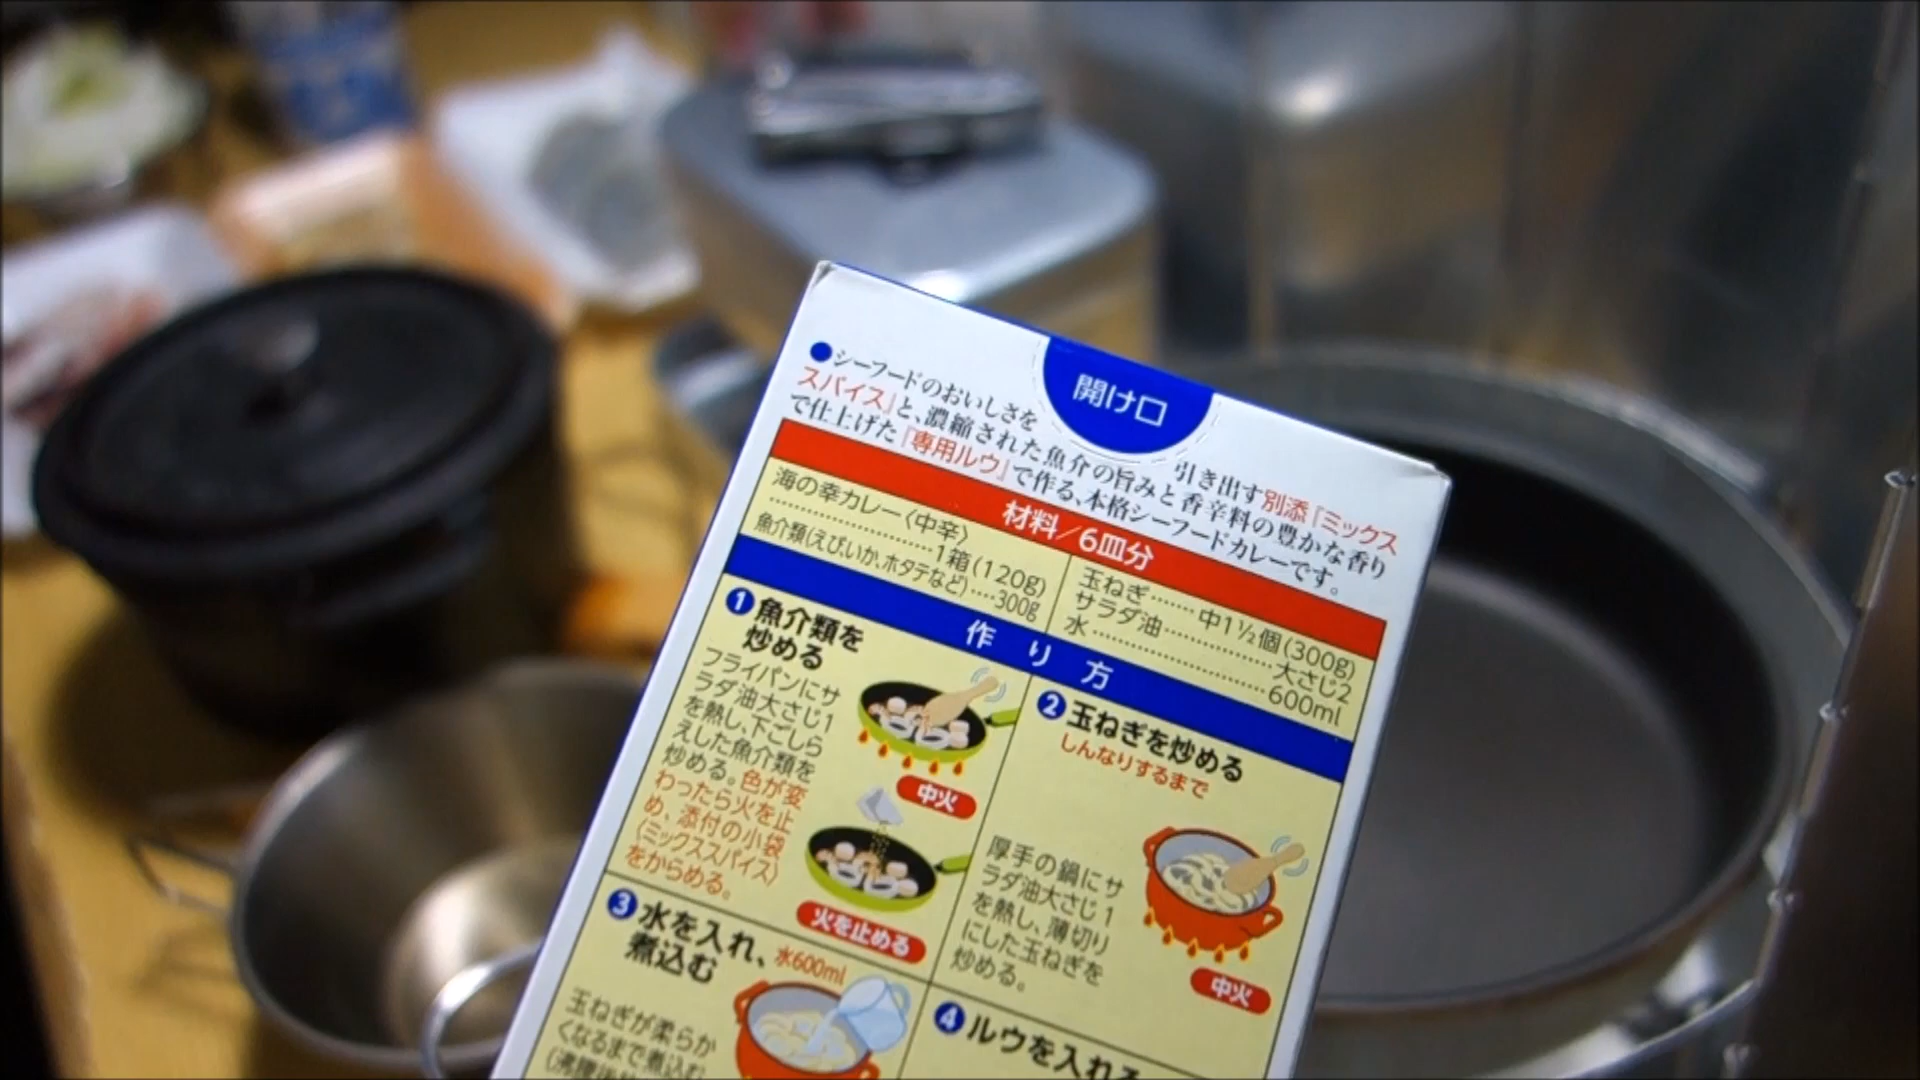 開け口
●シーフードのおいしさを引き出す別添『ミックス
スパイス』と、濃縮された魚介の旨みと香辛料の豊かな香り
で仕上げた『専用ルウ』で作る、本格シーフードカレーです。
材料/6皿分
海の幸カレー〈中辛〉
……………………1箱(120g)
魚介類(えび、いか、ホタテなど)……300g
玉ねぎ………中1½個(300g)
サラダ油……………………大さじ2
水……………………600ml
作り方
1 魚介類を
炒める
フライパンにサ
ラダ油大さじ1
を熱し、下ごしら
えした魚介類を
炒める。色が変
わったら火を止
め、添付の小袋
〈ミックススパイス〉
をからめる。
中火
火を止める
2 玉ねぎを炒める
しんなりするまで
厚手の鍋にサ
ラダ油大さじ1
を熱し、薄切り
にした玉ねぎを
炒める。
中火
3 水を入れ、
煮込む
水600ml
玉ねぎが柔らか
くなるまで煮込む
4 ルウを入れる